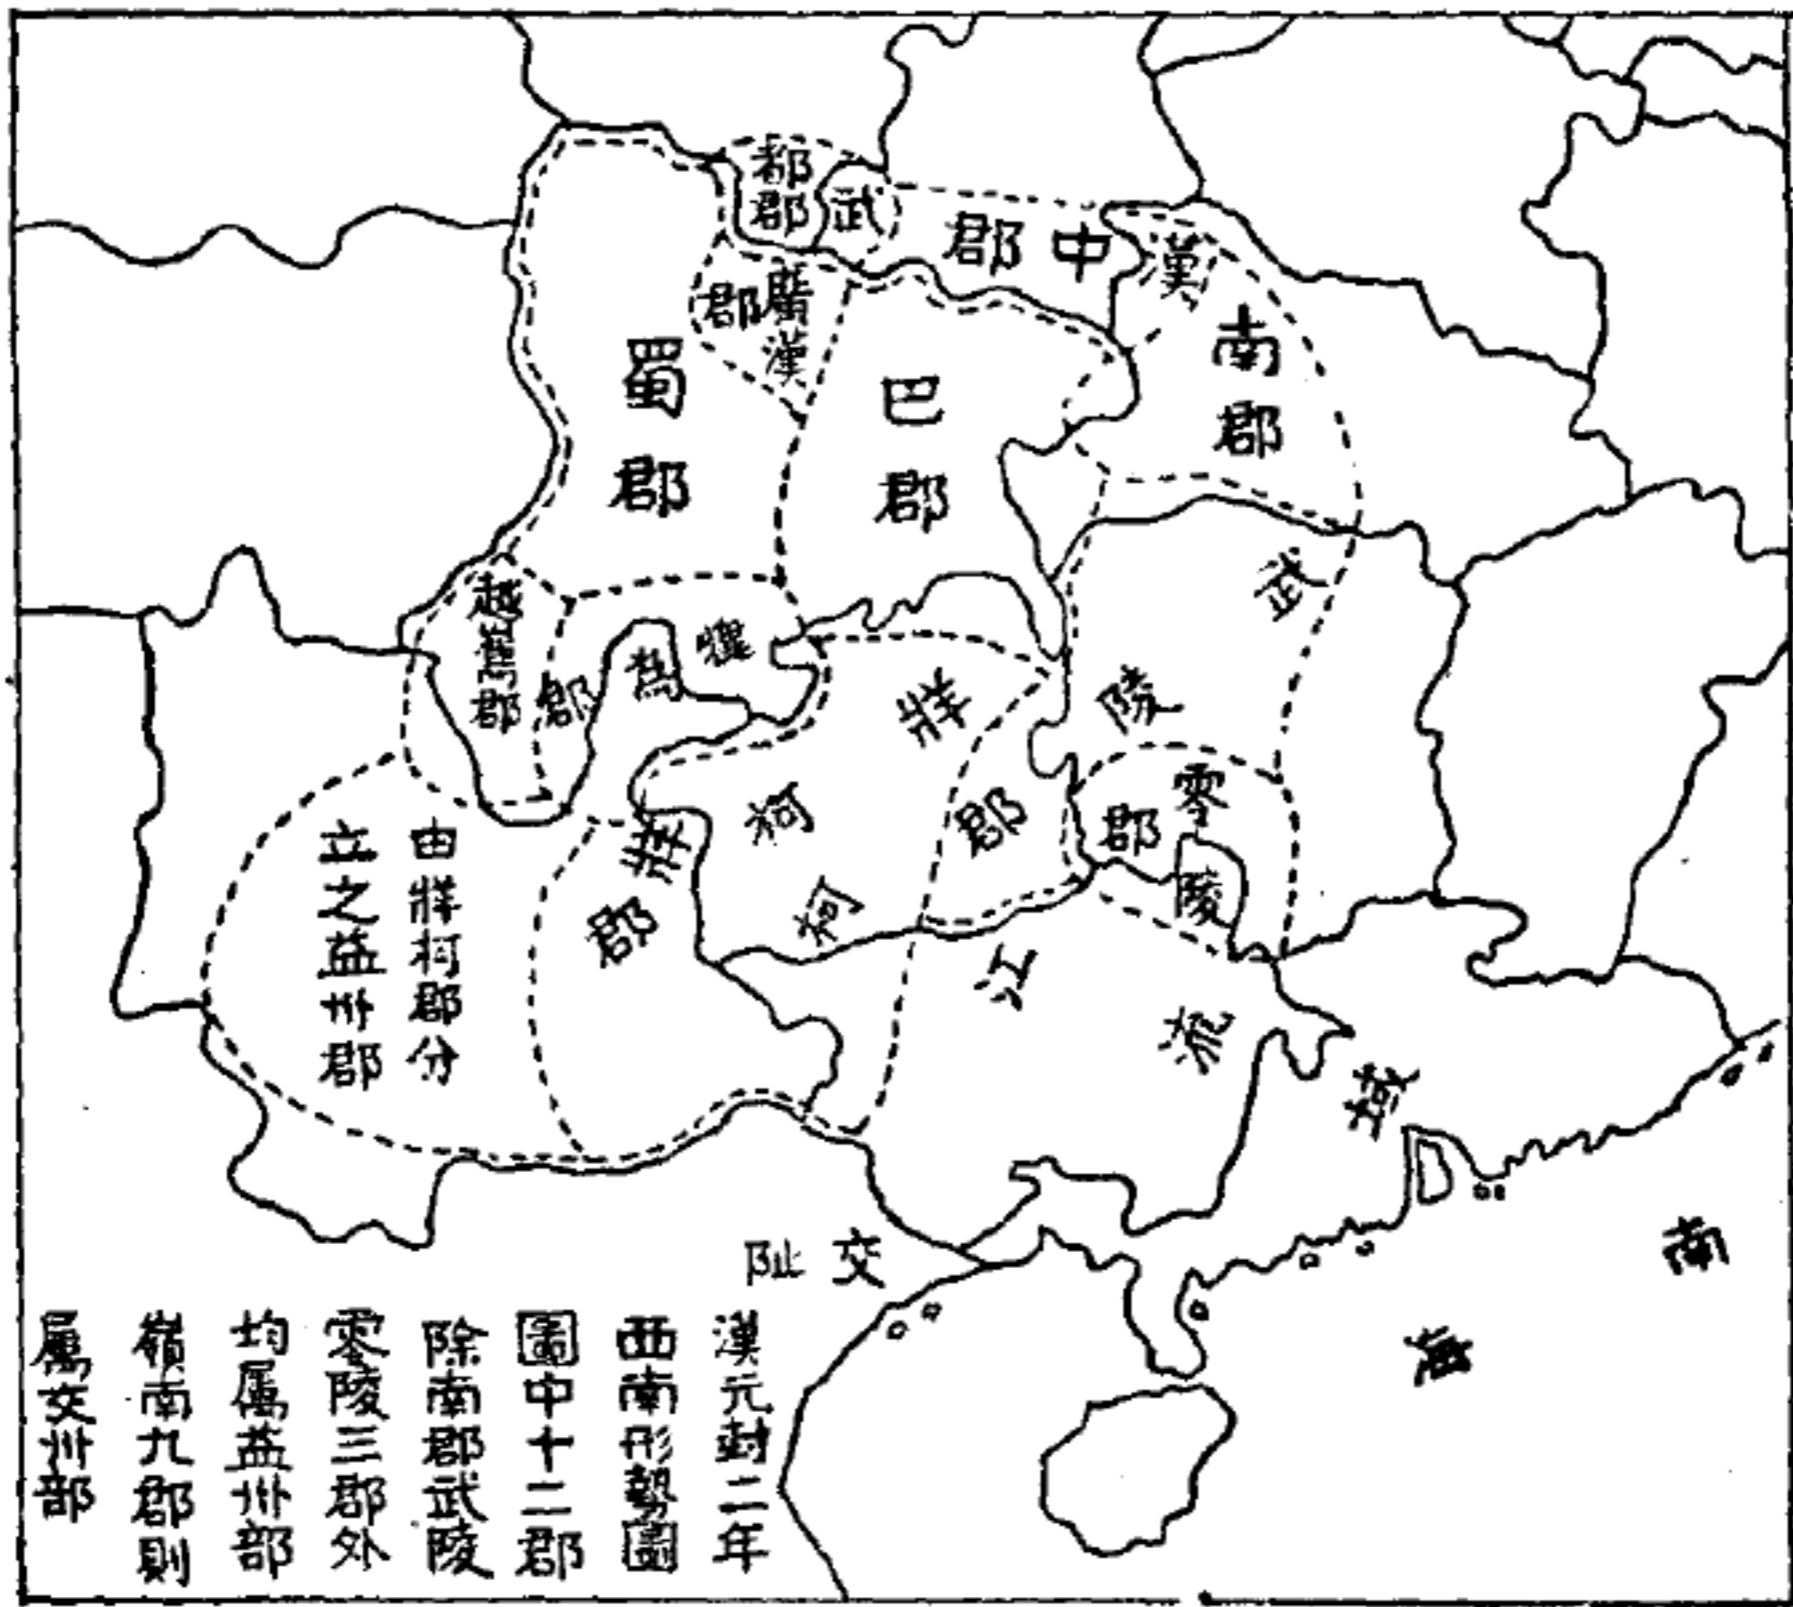 武都郡
漢中郡
廣漢郡
蜀郡
巴郡
南郡
越嶲郡
犍為郡
武陵
牂柯郡
零陵郡
牂柯江流域
郡
由牂柯郡分
立之益州郡
交阯
南海
漢元封二年
西南形勢圖
圖中十二郡
除南郡武陵
零陵三郡外
均屬益州部
嶺南九郡則
屬交州部